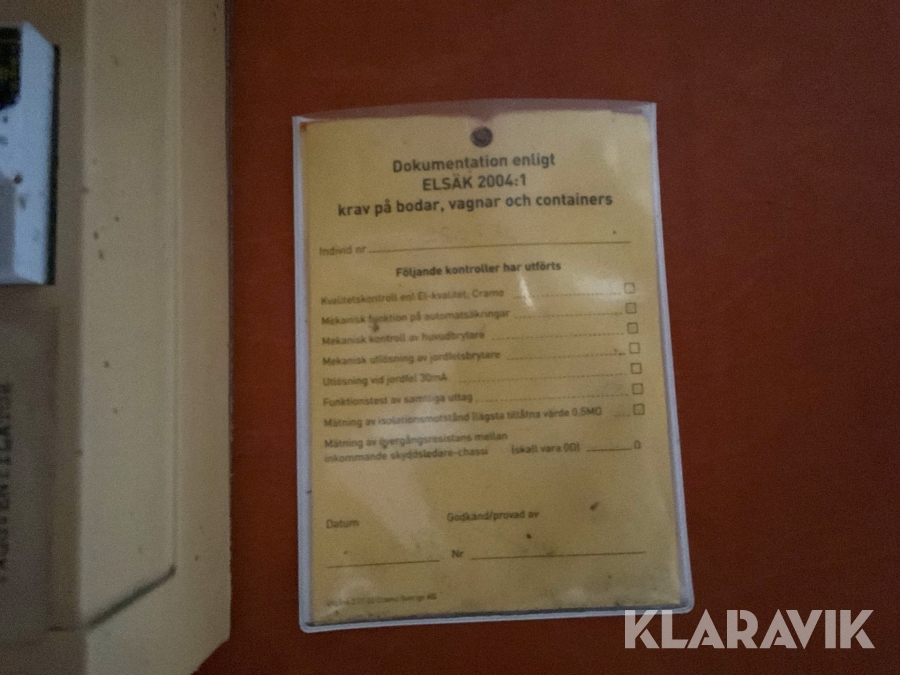 Dokumentation enligt
ELSÄK 2004:1
krav på bodar, vagnar och containers
Individ nr
Följande kontroller har utförts
Kvalitetskontroll enl El-kvalitet, Cramo
Mekanisk funktion på automatsäkringar
Mekanisk kontroll av huvudbrytare
Mekanisk utlösning av jordfelsbrytare
Utlösning vid jordfel 30mA
Funktionstest av samtliga uttag
Mätning av isolationsmotstånd (lägsta tillåtna värde 0,5MΩ
Mätning av övergångsresistans mellan
inkommande skyddsledare-chassi (skall vara 0Ω) Ω
Datum Godkänd/provad av
Nr
Cramo Sverige AB
KLARAVIK